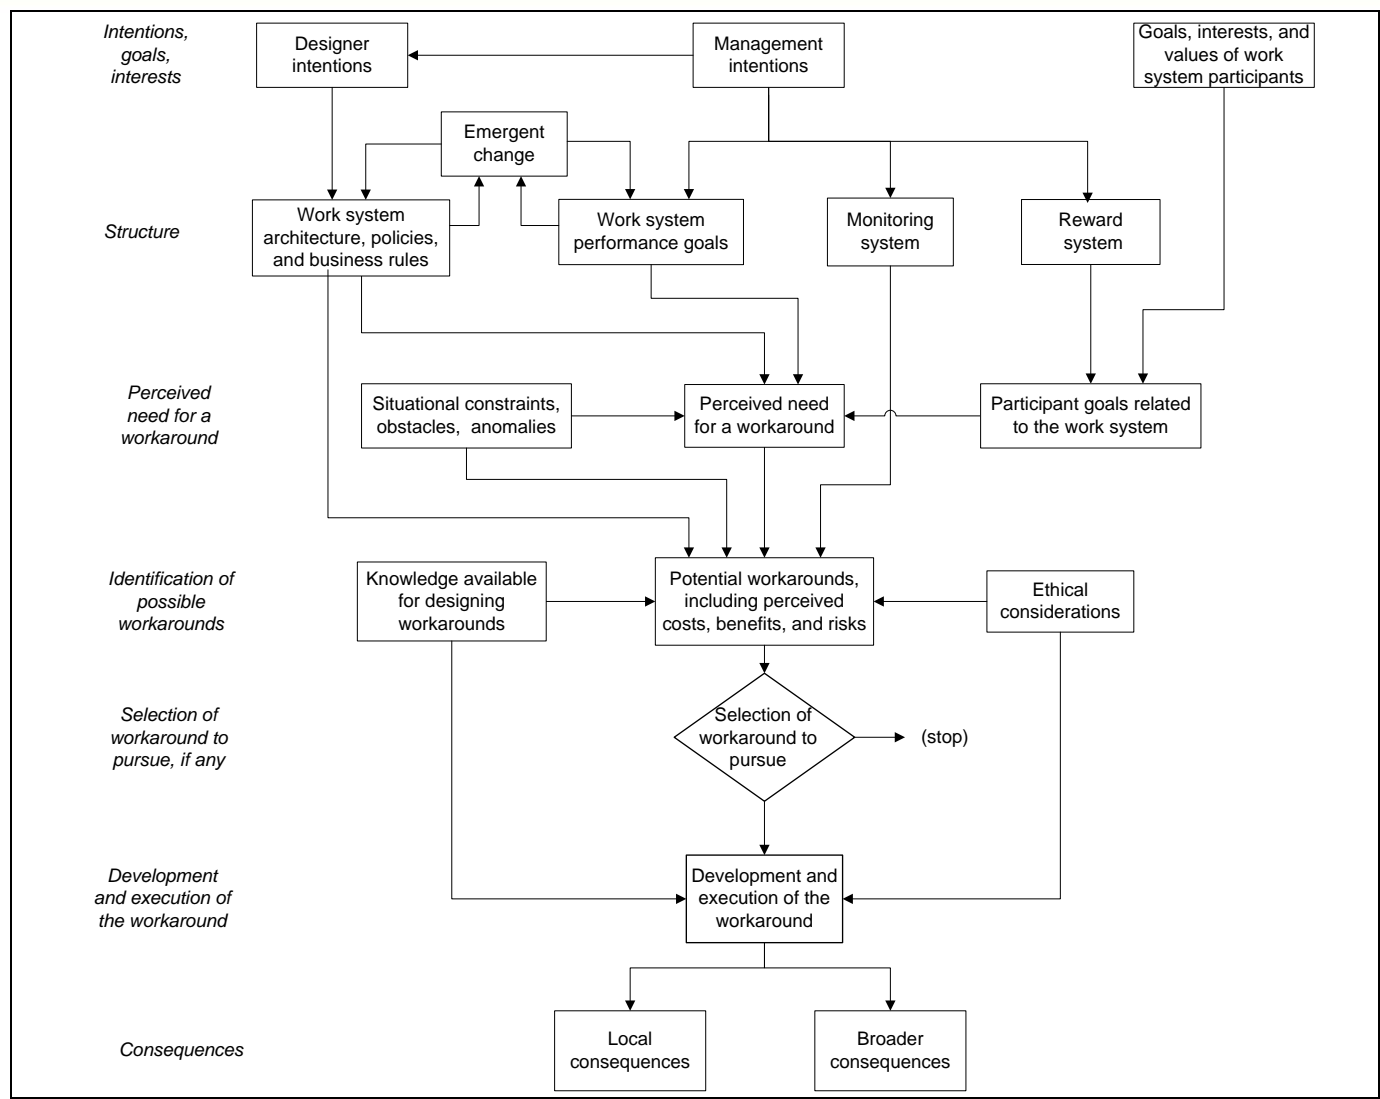 Intentions,
goals,
interests
Designer
intentions
Management
intentions
Goals, interests, and
values of work
system participants
Emergent
change
Structure
Work system
architecture, policies,
and business rules
Work system
performance goals
Monitoring
system
Reward
system
Perceived
need for a
workaround
Situational constraints,
obstacles, anomalies
Perceived need
for a workaround
Participant goals related
to the work system
Identification of
possible
workarounds
Knowledge available
for designing
workarounds
Potential workarounds,
including perceived
costs, benefits, and risks
Ethical
considerations
Selection of
workaround to
pursue, if any
Selection of
workaround to
pursue
(stop)
Development
and execution of
the workaround
Development and
execution of the
workaround
Consequences
Local
consequences
Broader
consequences